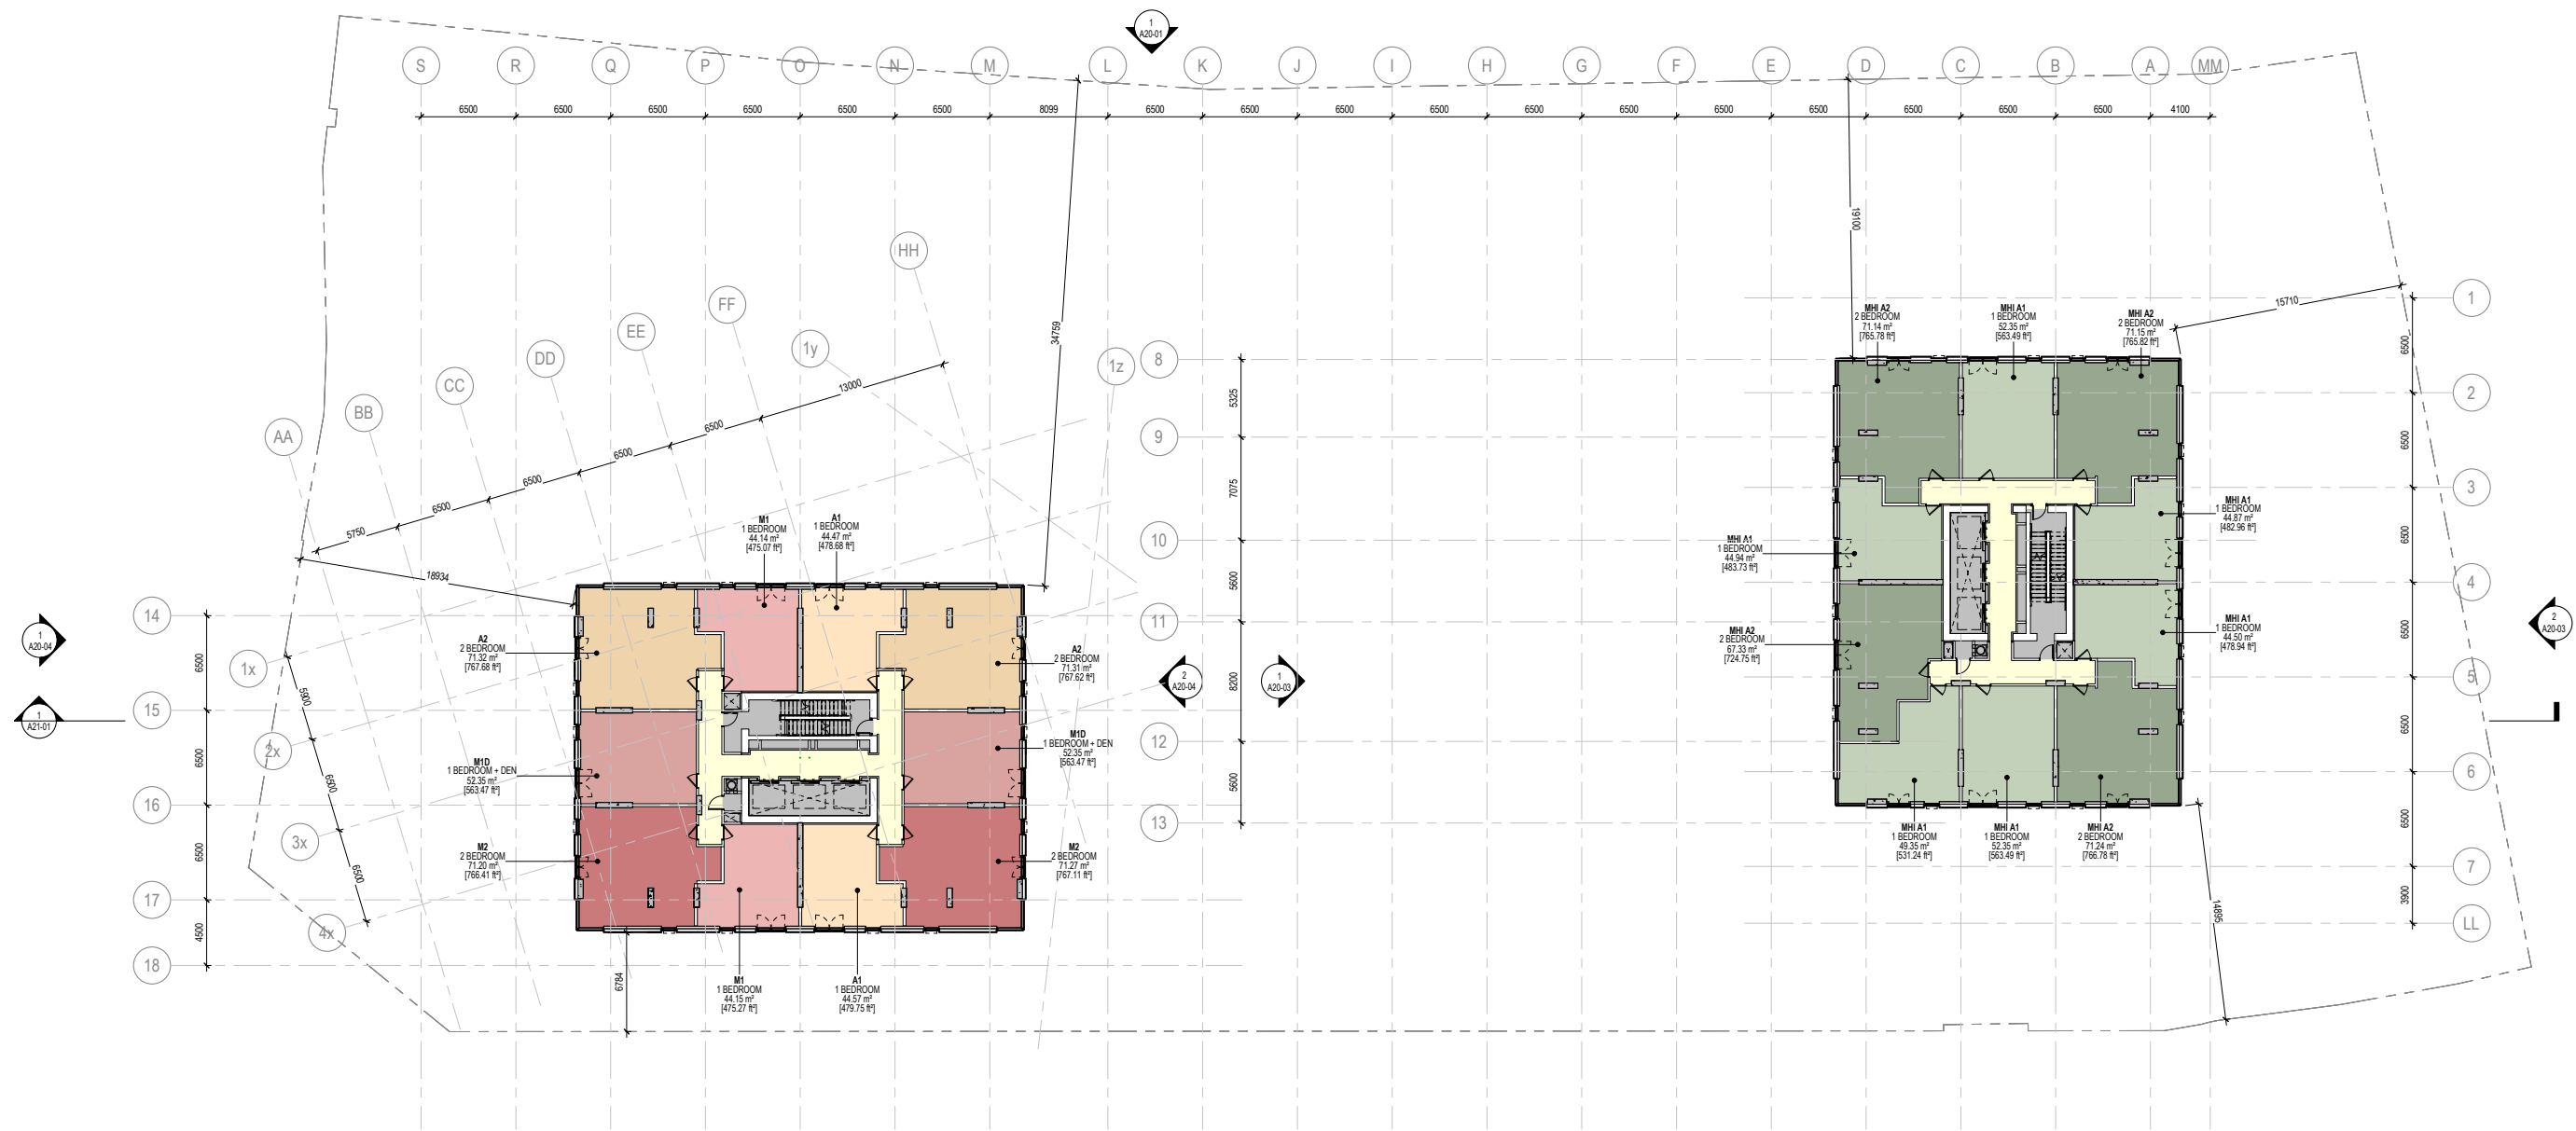 1
A20-01
S
R
Q
P
O
N
M
L
K
J
I
H
G
F
E
D
C
B
A
MM
6500
6500
6500
6500
6500
6500
8099
6500
6500
6500
6500
6500
6500
6500
6500
6500
6500
6500
4100
19100
34759
15710
HH
FF
EE
DD
CC
BB
AA
1y
1z
13000
6500
6500
6500
6500
5750
18934
8
9
10
11
12
13
5325
7075
5600
8200
5600
1
2
3
4
5
6
7
LL
6500
6500
6500
6500
6500
6500
3900
14895
MHI A2
2 BEDROOM
71.14 m²
[765.78 ft²]
MHI A1
1 BEDROOM
52.35 m²
[563.49 ft²]
MHI A2
2 BEDROOM
71.15 m²
[765.82 ft²]
MHI A1
1 BEDROOM
44.87 m²
[482.96 ft²]
MHI A1
1 BEDROOM
44.94 m²
[483.73 ft²]
MHI A1
1 BEDROOM
44.50 m²
[478.94 ft²]
MHI A2
2 BEDROOM
67.33 m²
[724.75 ft²]
MHI A1
1 BEDROOM
49.35 m²
[531.24 ft²]
MHI A1
1 BEDROOM
52.35 m²
[563.49 ft²]
MHI A2
2 BEDROOM
71.24 m²
[766.78 ft²]
M1
1 BEDROOM
44.14 m²
[475.07 ft²]
A1
1 BEDROOM
44.47 m²
[478.68 ft²]
A2
2 BEDROOM
71.32 m²
[767.68 ft²]
A2
2 BEDROOM
71.31 m²
[767.62 ft²]
M1D
1 BEDROOM + DEN
52.35 m²
[563.47 ft²]
M1D
1 BEDROOM + DEN
52.35 m²
[563.47 ft²]
M2
2 BEDROOM
71.20 m²
[766.41 ft²]
M2
2 BEDROOM
71.27 m²
[767.11 ft²]
M1
1 BEDROOM
44.15 m²
[475.27 ft²]
A1
1 BEDROOM
44.57 m²
[479.75 ft²]
14
15
16
17
18
6500
6500
6500
4500
1x
2x
3x
4x
5900
6500
6500
6784
1
A20-04
1
A21-01
2
A20-04
1
A20-03
2
A20-03